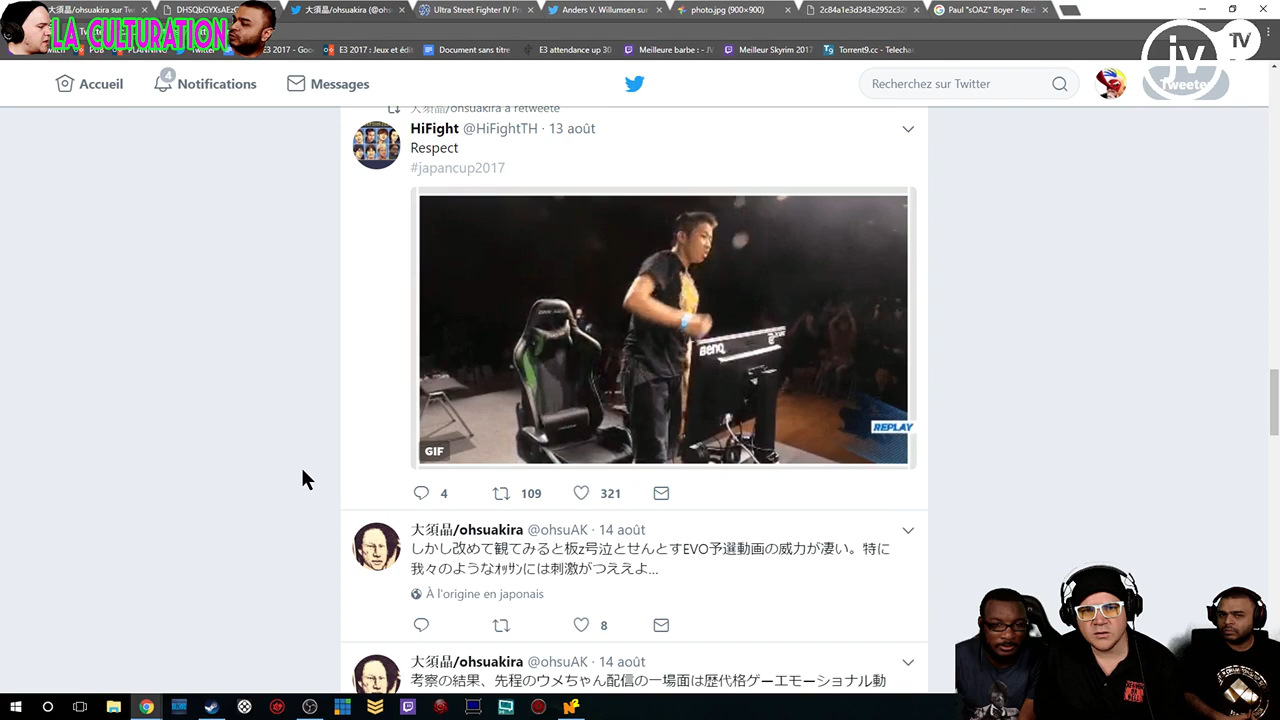 LA CULTURATION
大須晶/ohsuakira sur Tw
DHSQbGYXsAEzG
大須晶/ohsuakira (@oh
Ultra Street Fighter IV Pr
Anders V. Willumsen sur
photo.jpg (900×900)
2c84a1e3d343e2952c32
Paul "sOAZ" Boyer - Rec
E3 2017 - Goo
E3 2017 : Jeux et édit
Document sans titre
E3 attendance up 30
Meilleure barbe : - JV
Meilleur Skyrim 2017
Torrent9.cc - Telech
jv TV
Accueil
4
Notifications
Messages
Recherchez sur Twitter
Tweeter
大須晶/ohsuakira a retweeté
HiFight @HiFightTH · 13 août
Respect
#japancup2017
BenQ
REPLAY
GIF
4 109 321
大須晶/ohsuakira @ohsuAK · 14 août
しかし改めて観てみると板z号泣とせんとすEVO予選動画の威力が凄い。特に
我々のようなｵｯｻﾝには刺激がつええよ...
À l'origine en japonais
8
大須晶/ohsuakira @ohsuAK · 14 août
考察の結果、先程のウメちゃん配信の一場面は歴代格ゲーエモーショナル動